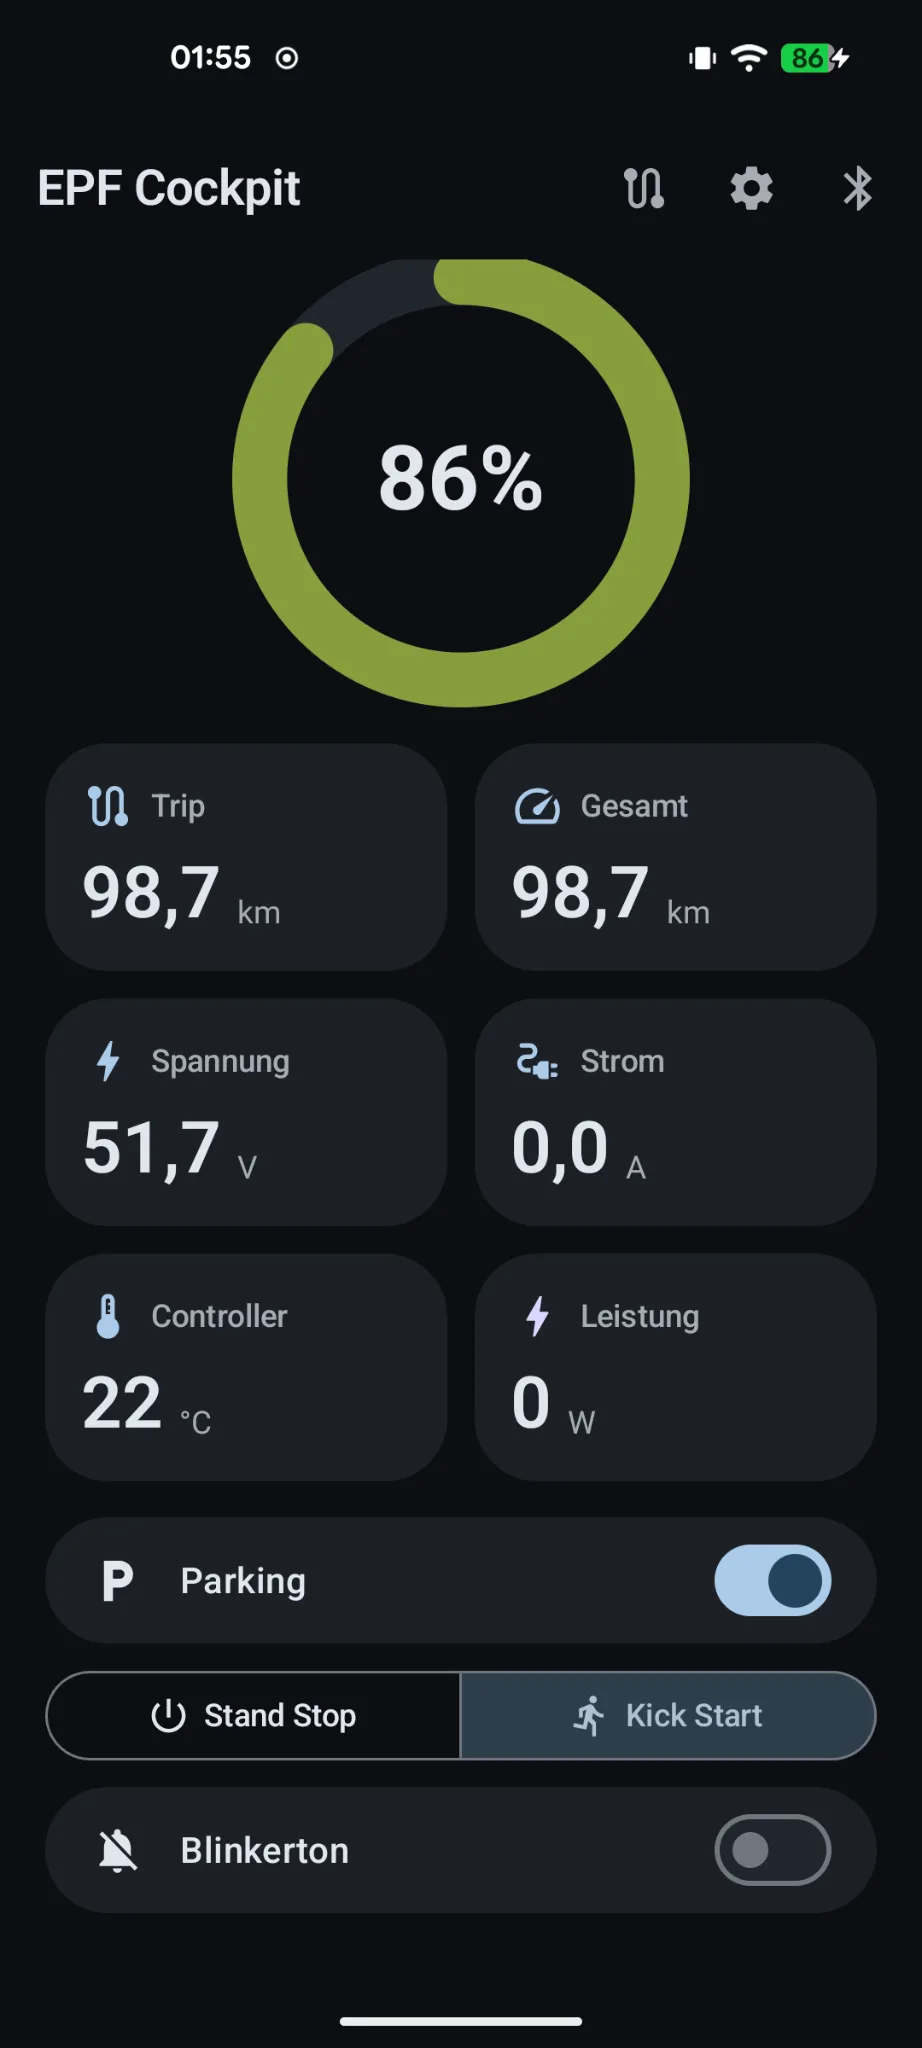 01:55
86
EPF Cockpit
86%
Trip
98,7 km
Gesamt
98,7 km
Spannung
51,7 V
Strom
0,0 A
Controller
22 °C
Leistung
0 W
P Parking
Stand Stop
Kick Start
Blinkerton